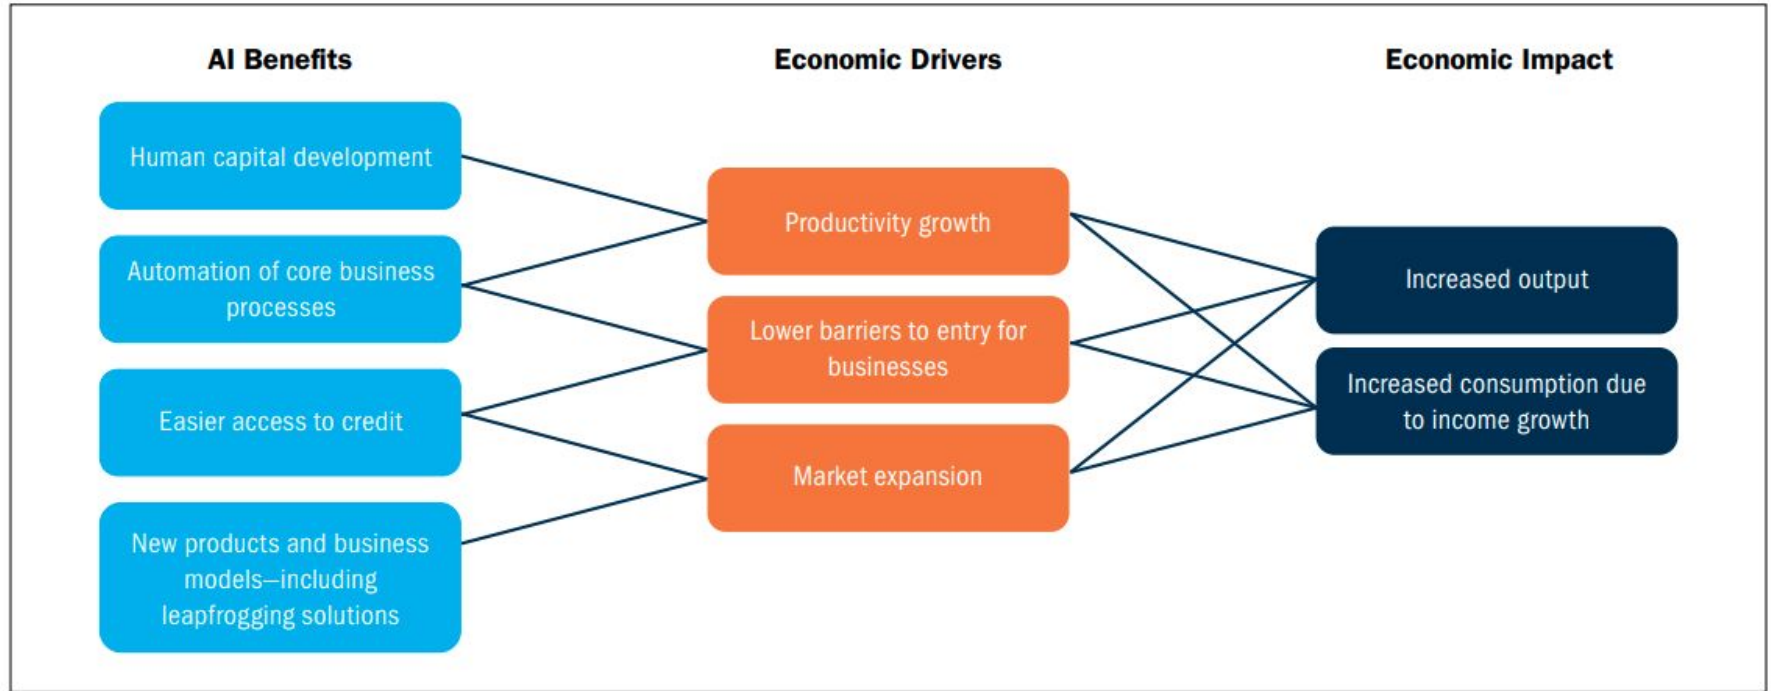 AI Benefits
Economic Drivers
Economic Impact
Human capital development
Automation of core business
processes
Easier access to credit
New products and business
models—including
leapfrogging solutions
Productivity growth
Lower barriers to entry for
businesses
Market expansion
Increased output
Increased consumption due
to income growth